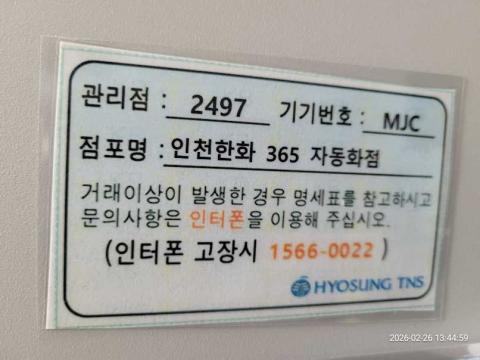 관리점 : 2497 기기번호 : MJC
점포명 : 인천한화 365 자동화점
거래이상이 발생한 경우 명세표를 참고하시고
문의사항은 인터폰을 이용해 주십시오.
(인터폰 고장시 1566-0022 )
HYOSUNG TNS
2026-02-26 13:44:59